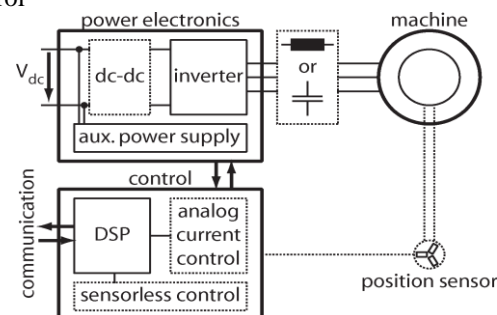 or
power electronics
machine
V_dc
dc-dc
inverter
or
aux. power supply
control
communication
DSP
analog
current
control
sensorless control
position sensor